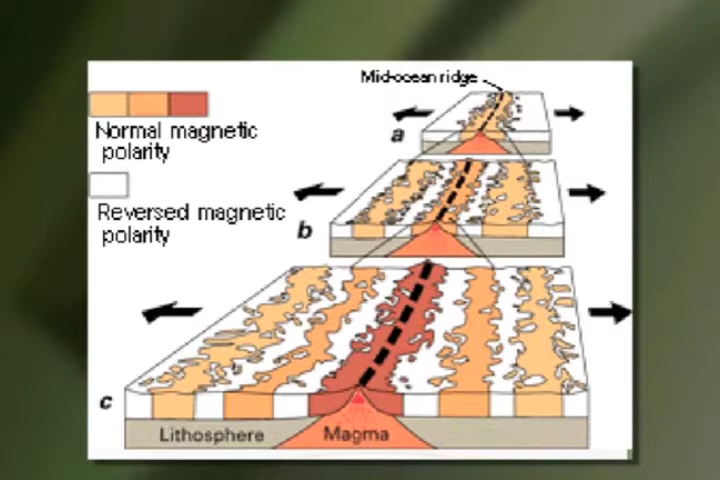 Mid-ocean ridge
Normal magnetic
polarity
a
Reversed magnetic
polarity
b
c
Lithosphere
Magma